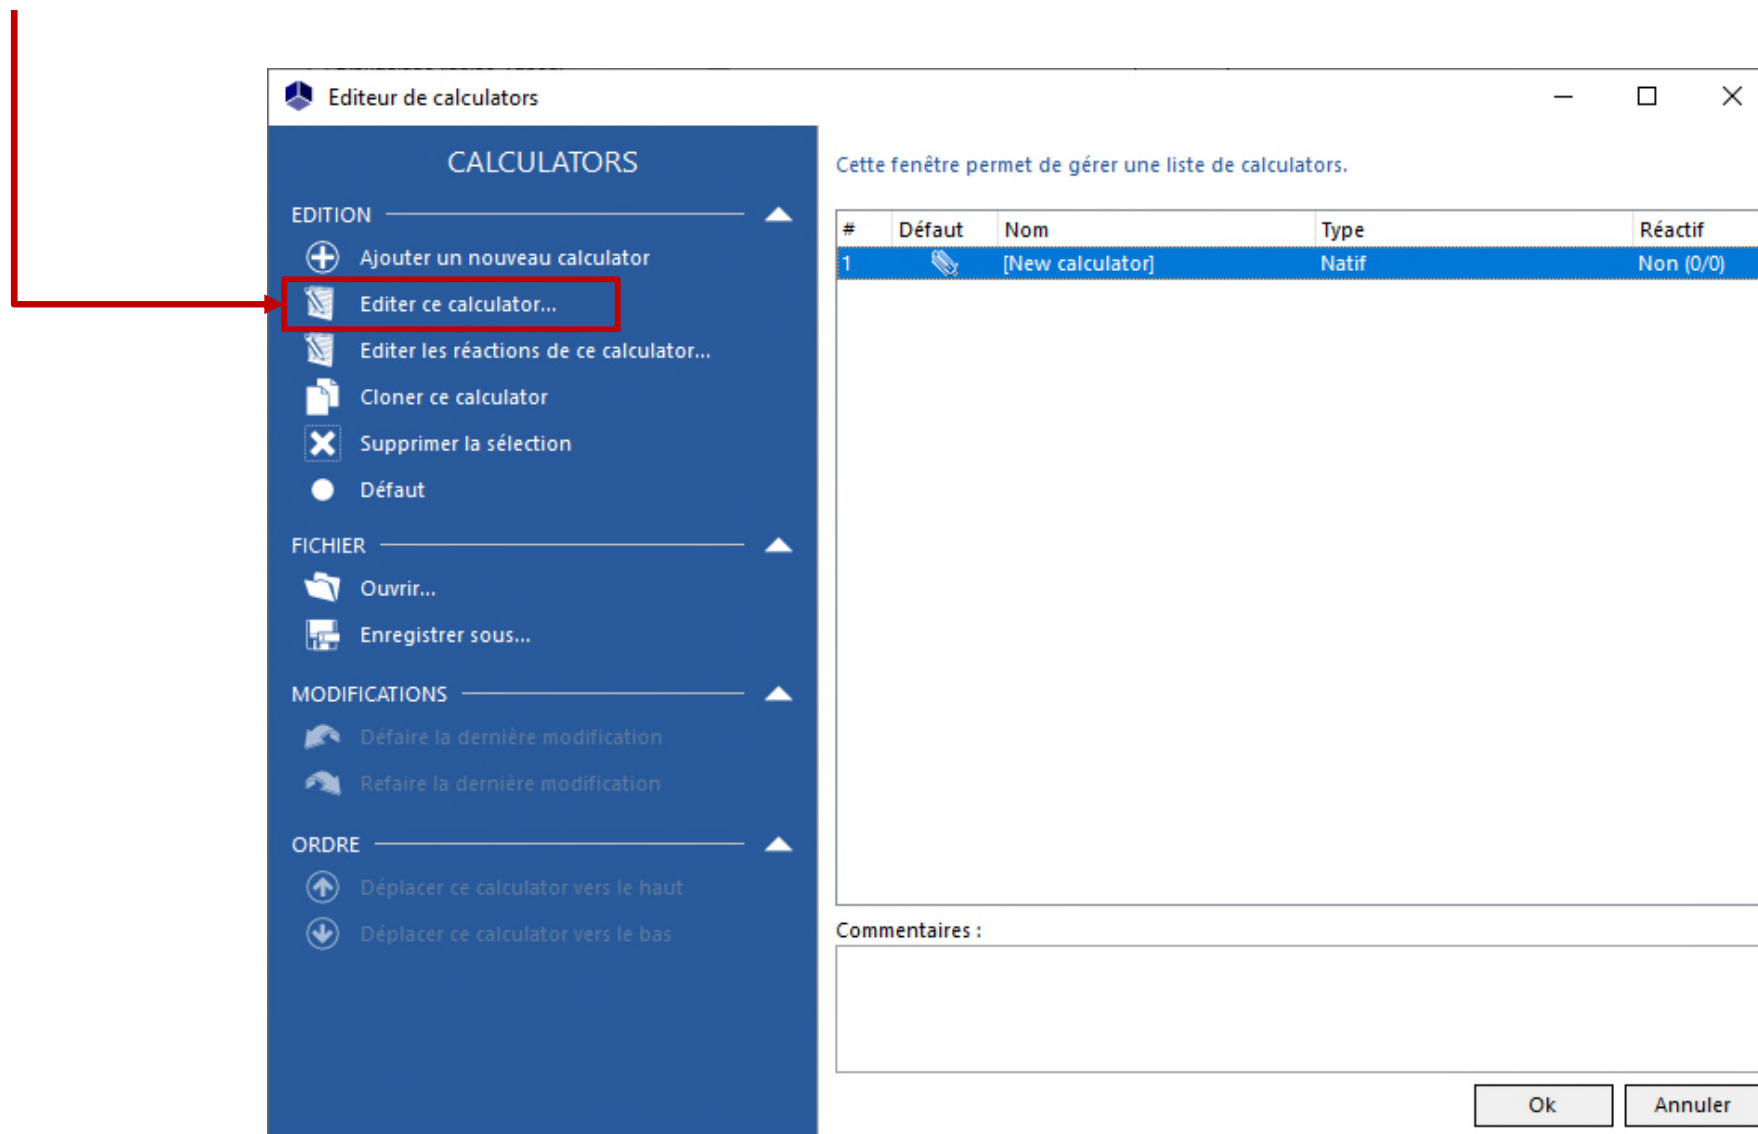 Editeur de calculators
CALCULATORS
EDITION
Ajouter un nouveau calculator
Editer ce calculator...
Editer les réactions de ce calculator...
Cloner ce calculator
Supprimer la sélection
Défaut
FICHIER
Ouvrir...
Enregistrer sous...
MODIFICATIONS
Défaire la dernière modification
Refaire la dernière modification
ORDRE
Déplacer ce calculator vers le haut
Déplacer ce calculator vers le bas
Cette fenêtre permet de gérer une liste de calculators.
# Défaut Nom Type Réactif
1 [New calculator] Natif Non (0/0)
Commentaires :
Ok Annuler